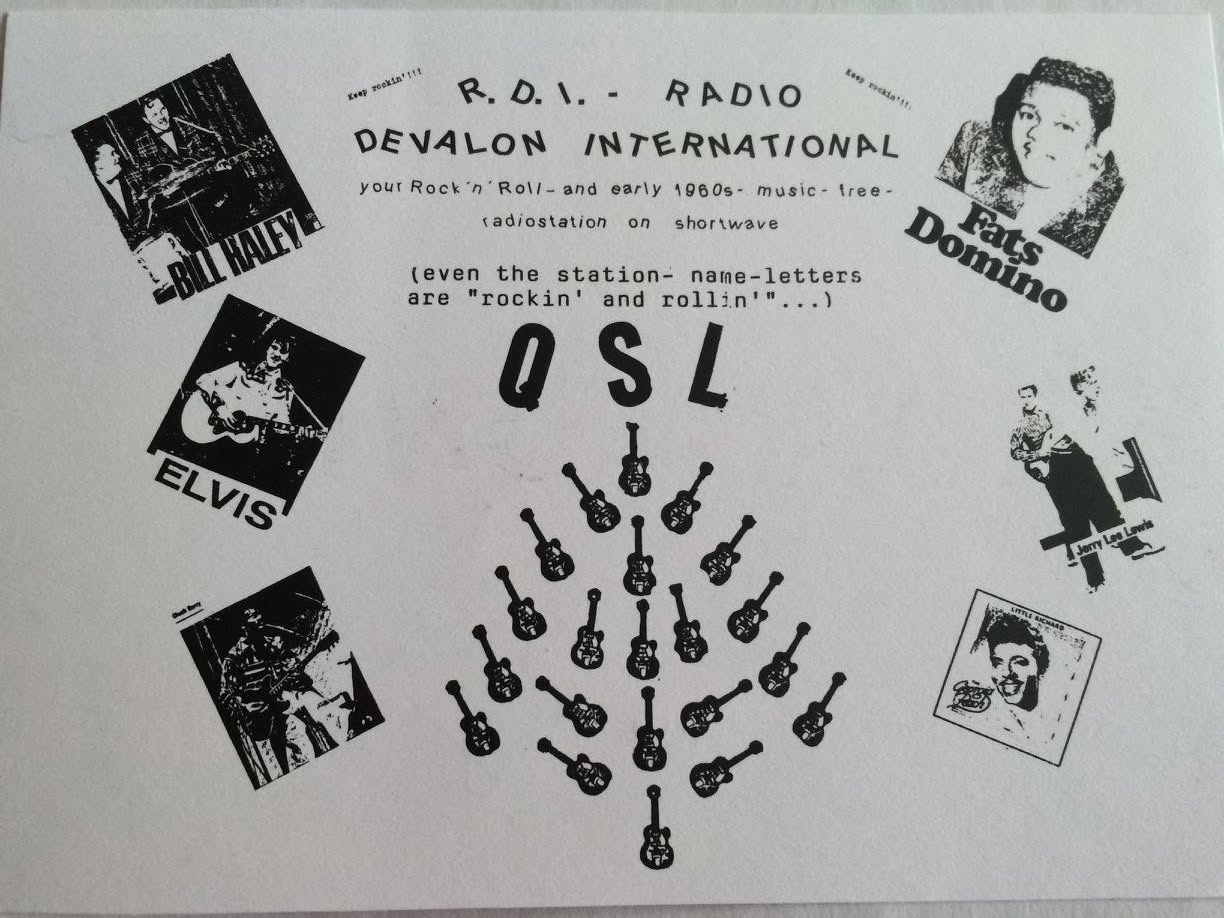 Keep rockin'!!!
R. D. I. - RADIO
Keep rockin'!!!
DEVALON INTERNATIONAL
your Rock'n'Roll- and early 1960s- music- free-
radiostation on shortwave
(even the station- name-letters
are "rockin' and rollin'"...)
QSL
BILL HALEY
Fats
Domino
ELVIS
Jerry Lee Lewis
Chuck Berry
LITTLE RICHARD